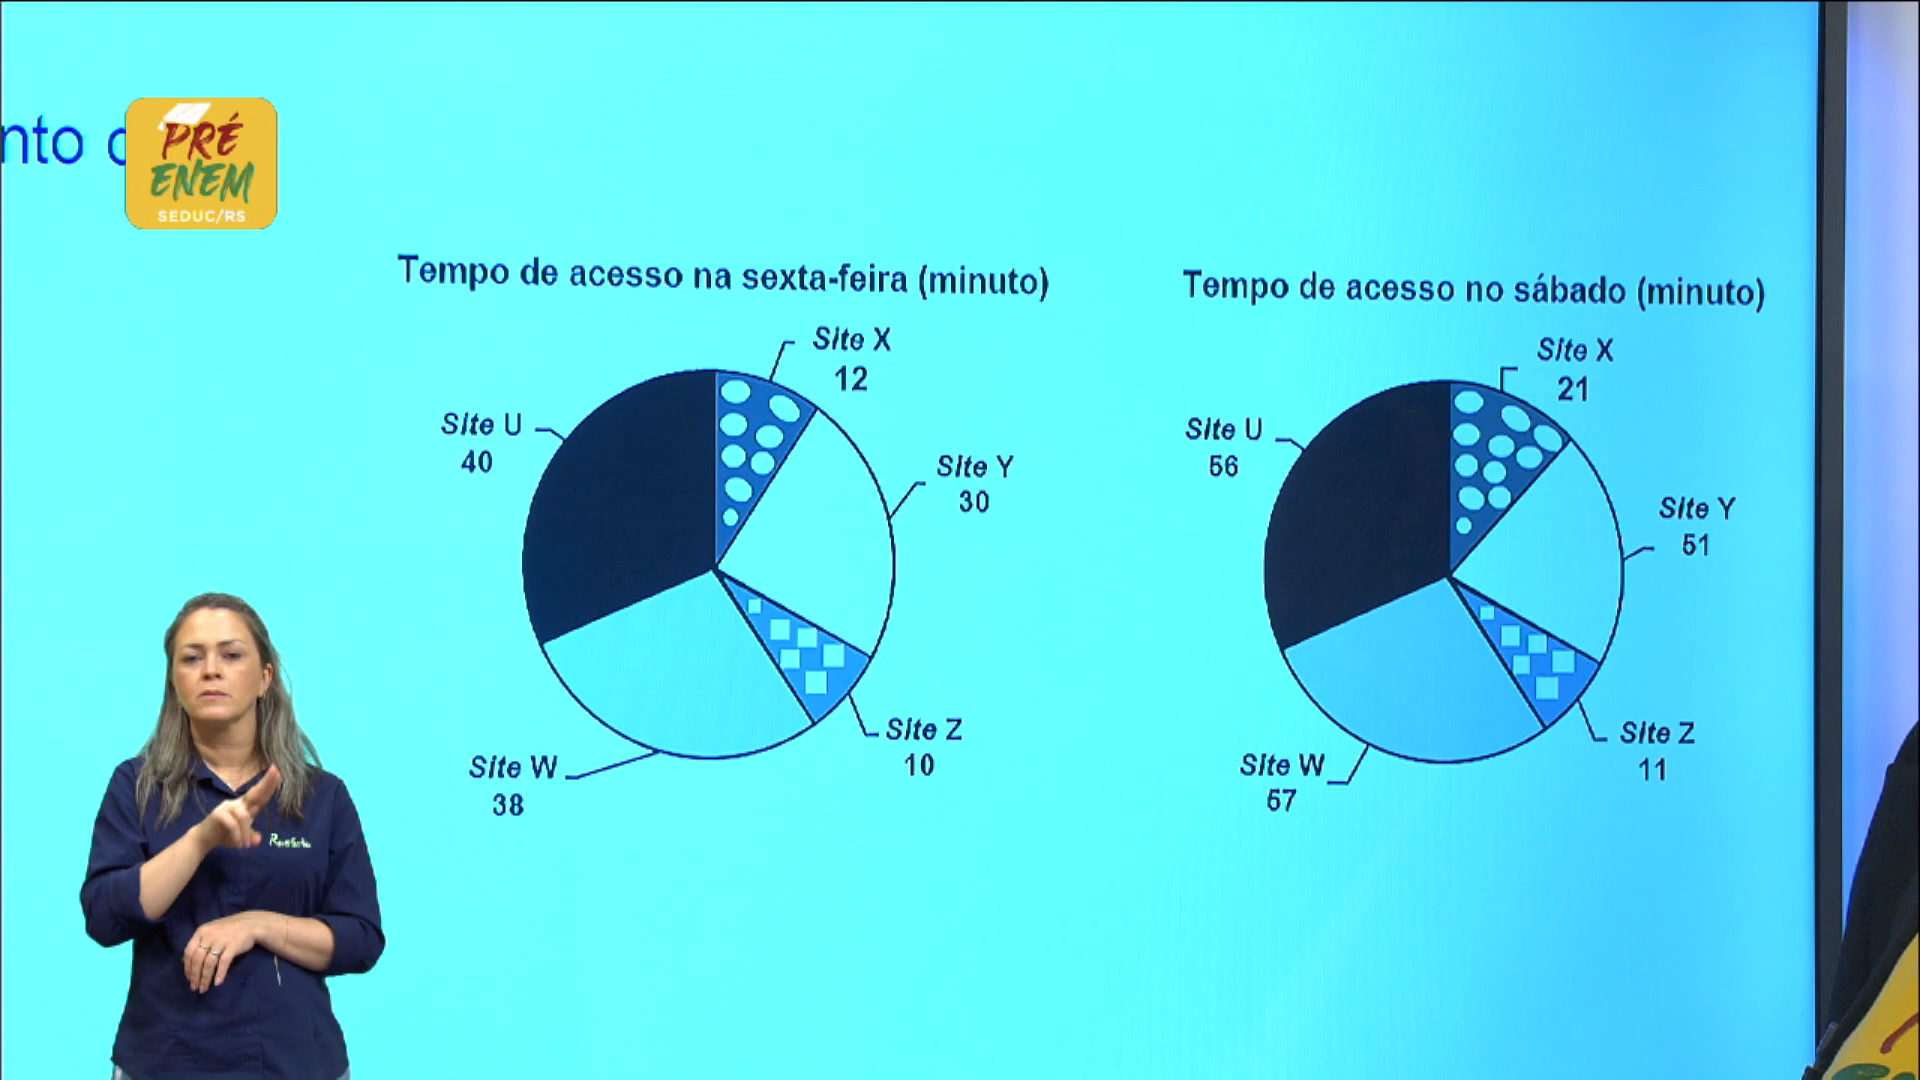 nto
PRÉ
ENEM
SEDUC/RS
Tempo de acesso na sexta-feira (minuto)
Site X
12
Site Y
30
Site Z
10
Site W
38
Site U
40
Tempo de acesso no sábado (minuto)
Site X
21
Site Y
51
Site Z
11
Site W
57
Site U
56